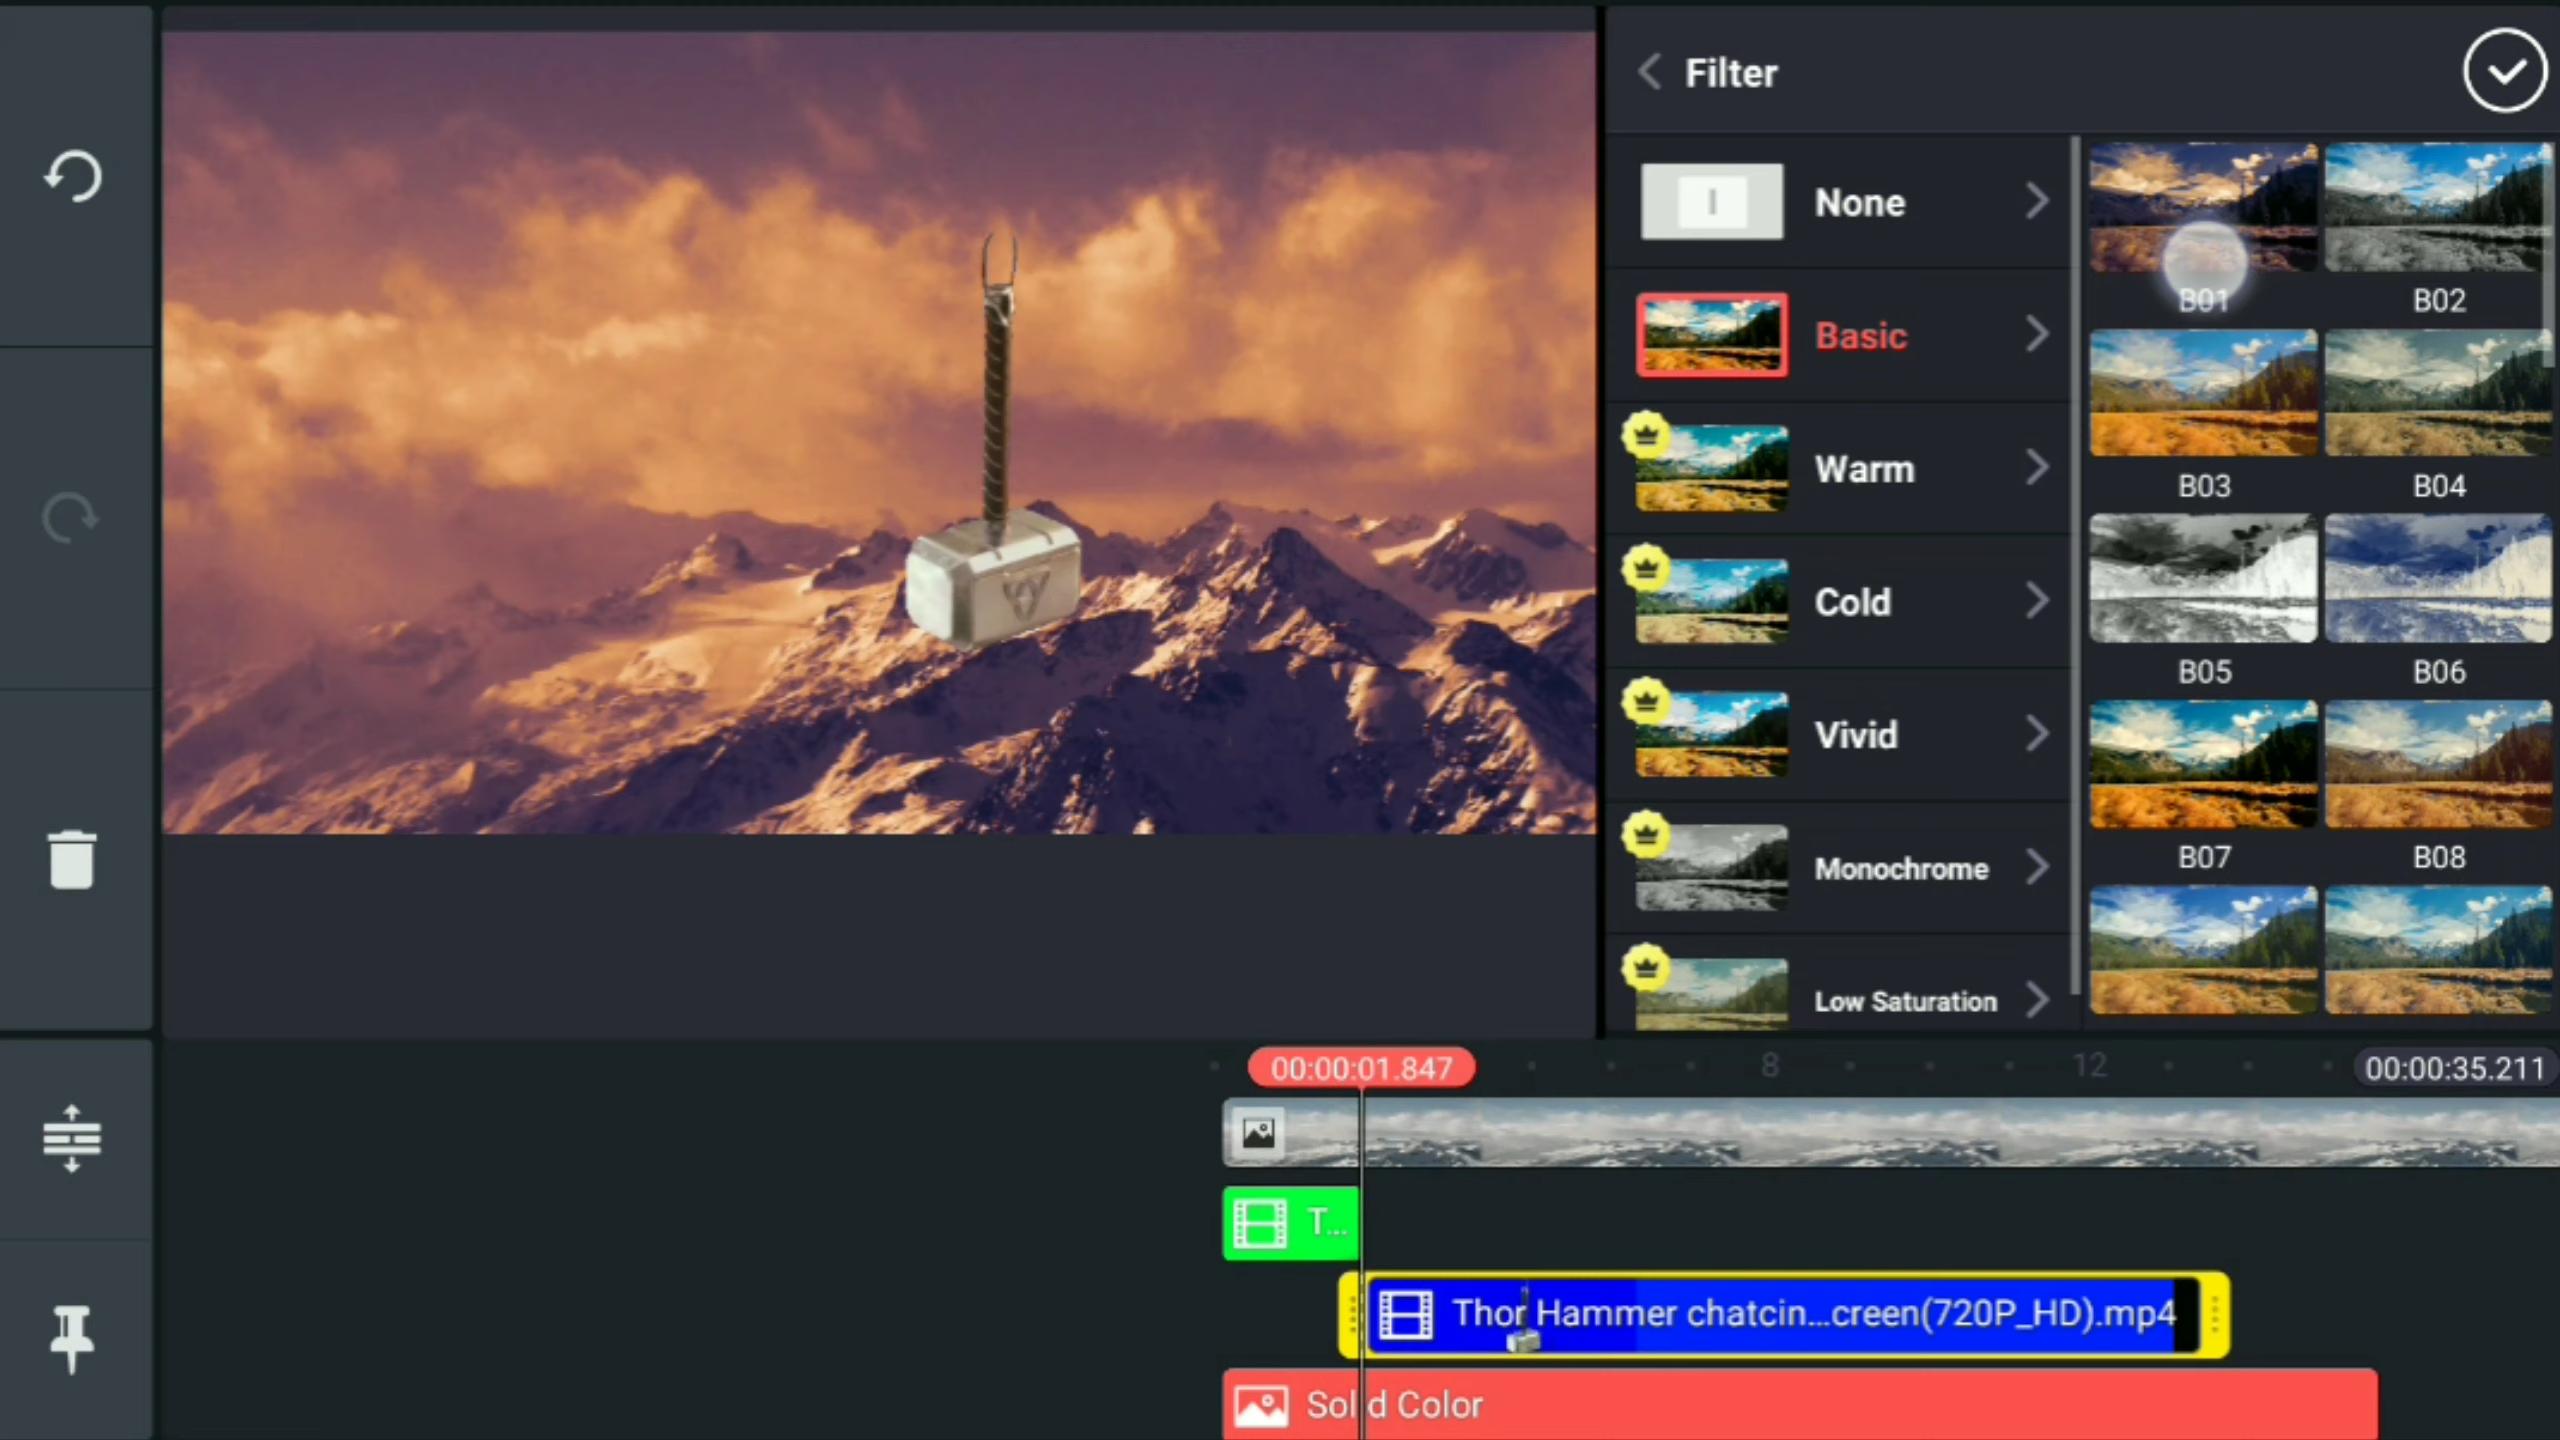 Filter
None
Basic
Warm
Cold
Vivid
Monochrome
Low Saturation
B01
B02
B03
B04
B05
B06
B07
B08
00:00:01.847
8
12
00:00:35.211
T...
Thor Hammer chatcin...creen(720P_HD).mp4
Solid Color